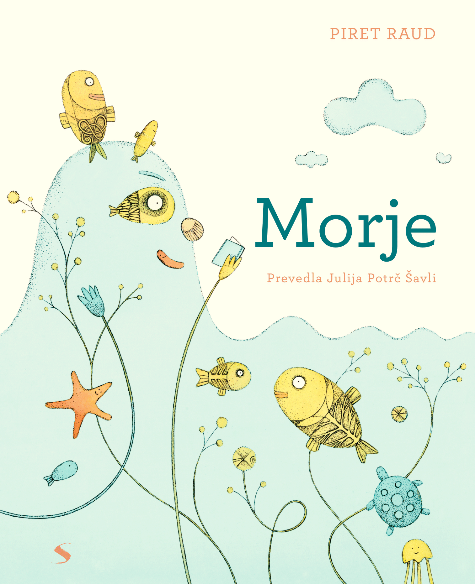 PIRET RAUD
Morje
Prevedla Julija Potrč Šavli
S